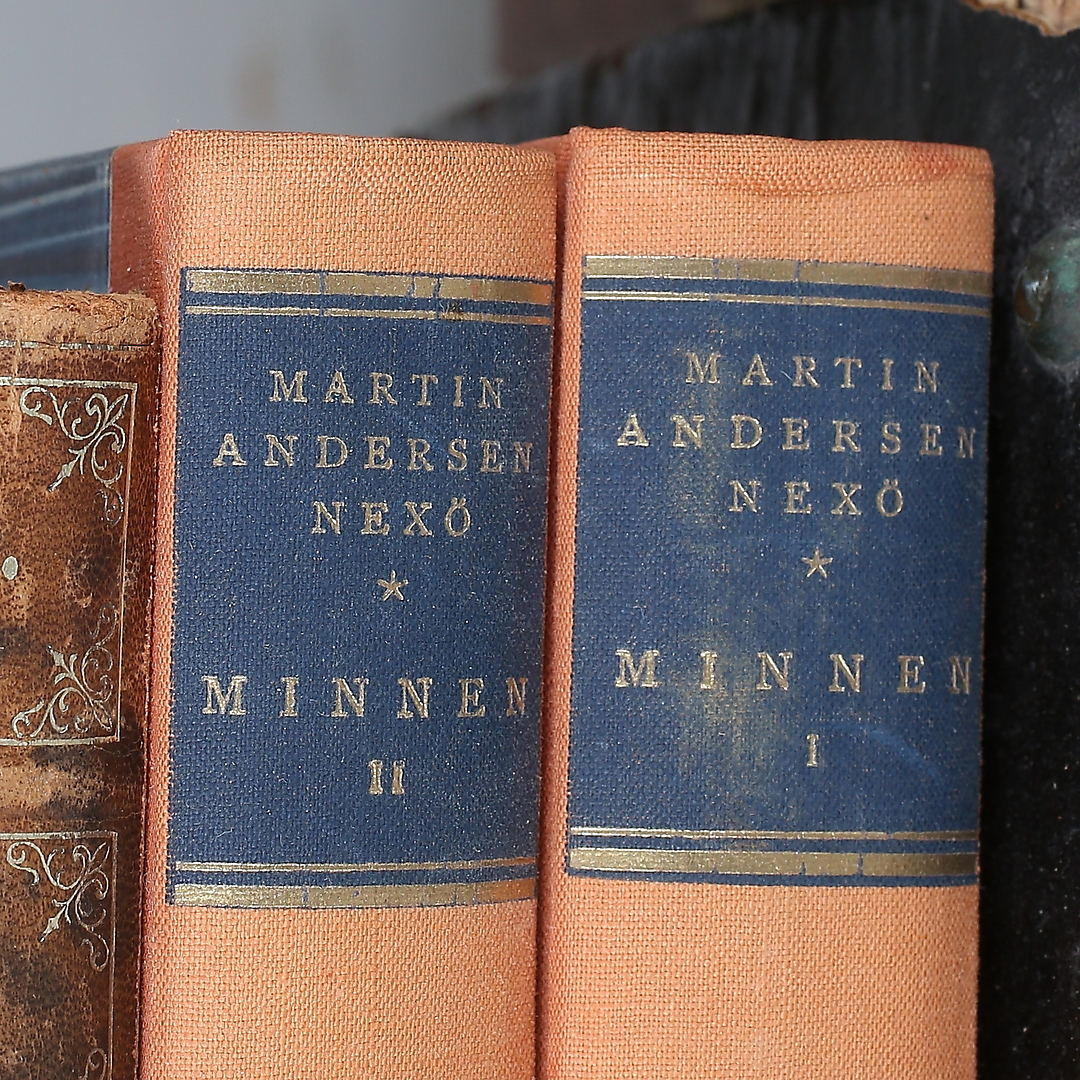 MARTIN
ANDERSEN
NEXÖ
MINNEN
II
MARTIN
ANDERSEN
NEXÖ
MINNEN
I